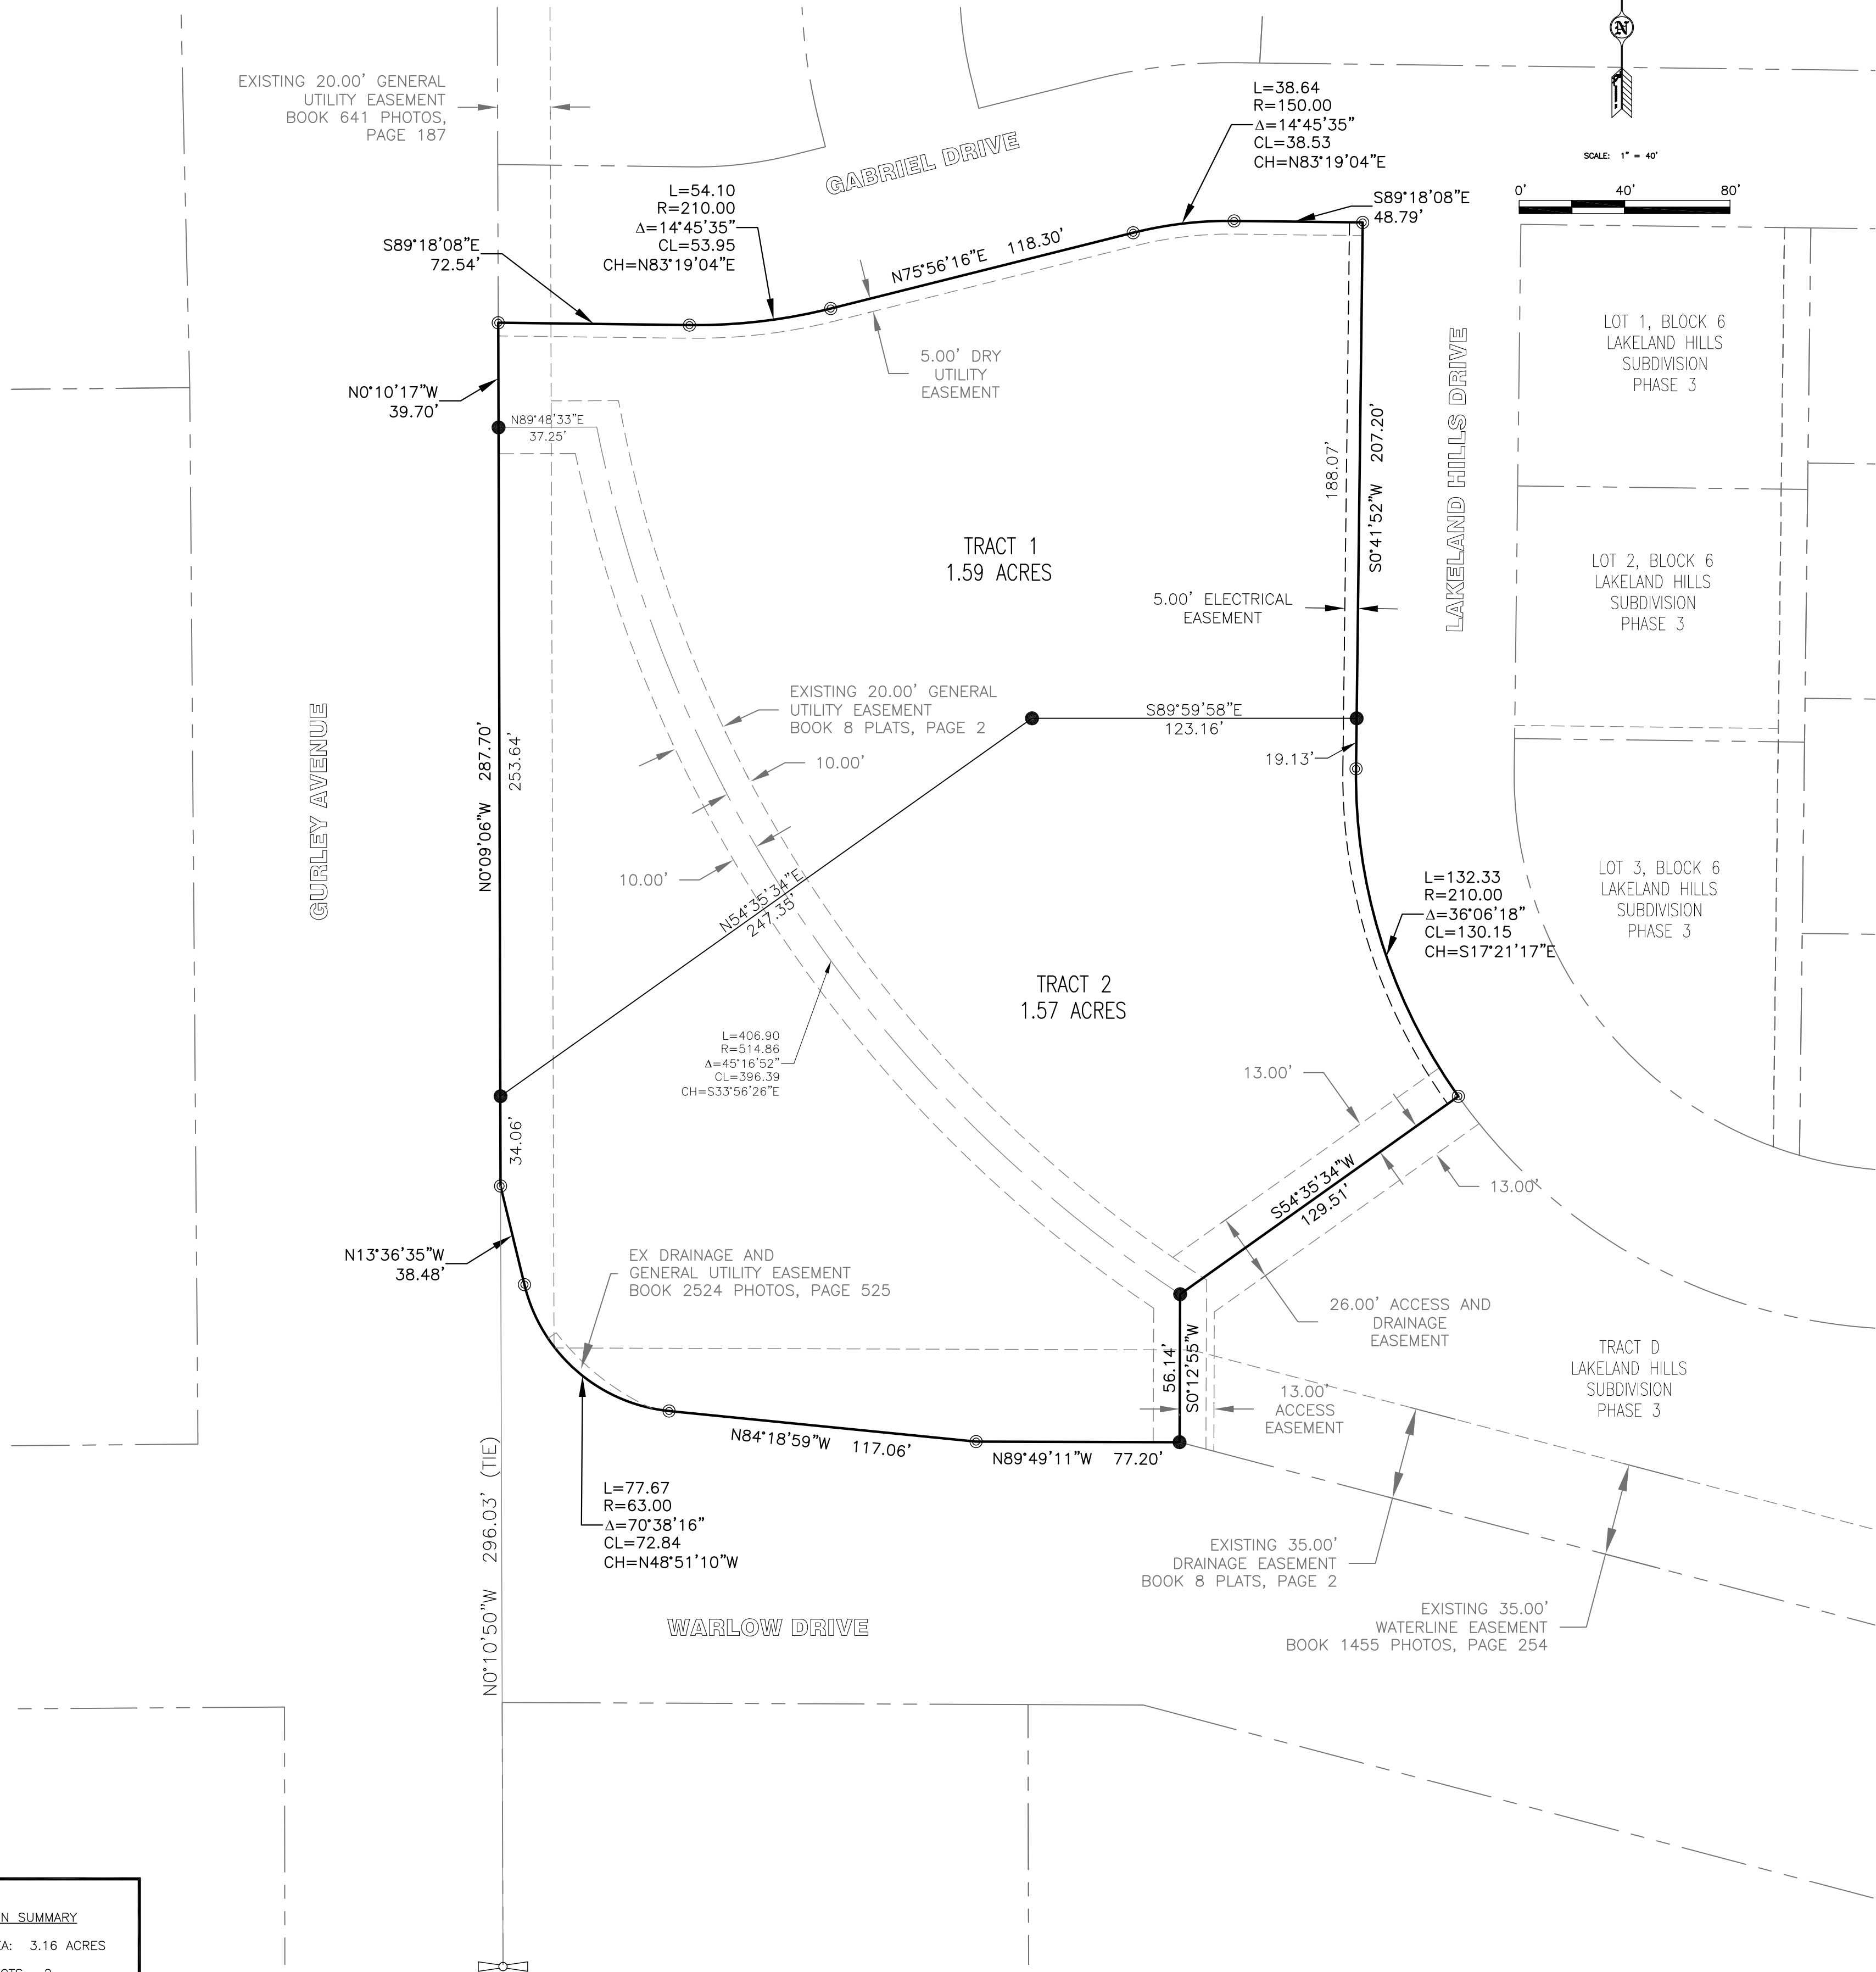 EXISTING 20.00' GENERAL
UTILITY EASEMENT
BOOK 641 PHOTOS,
PAGE 187
GABRIEL DRIVE
L=38.64
R=150.00
Δ=14°45'35"
CL=38.53
CH=N83°19'04"E
N
SCALE: 1" = 40'
0' 40' 80'
L=54.10
R=210.00
Δ=14°45'35"
CL=53.95
CH=N83°19'04"E
S89°18'08"E
72.54'
S89°18'08"E
48.79'
N75°56'16"E 118.30'
5.00' DRY
UTILITY
EASEMENT
N0°10'17"W
39.70'
N89°48'33"E
37.25'
188.07'
S0°41'52"W 207.20'
LAKELAND HILLS DRIVE
LOT 1, BLOCK 6
LAKELAND HILLS
SUBDIVISION
PHASE 3
TRACT 1
1.59 ACRES
LOT 2, BLOCK 6
LAKELAND HILLS
SUBDIVISION
PHASE 3
5.00' ELECTRICAL
EASEMENT
EXISTING 20.00' GENERAL
UTILITY EASEMENT
BOOK 8 PLATS, PAGE 2
S89°59'58"E
123.16'
19.13'
10.00'
10.00'
GURLEY AVENUE
N0°09'06"W 287.70'
253.64'
N54°35'34"E
247.35'
LOT 3, BLOCK 6
LAKELAND HILLS
SUBDIVISION
PHASE 3
L=132.33
R=210.00
Δ=36°06'18"
CL=130.15
CH=S17°21'17"E
TRACT 2
1.57 ACRES
L=406.90
R=514.86
Δ=45°16'52"
CL=396.39
CH=S33°56'26"E
13.00'
34.06'
S54°35'34"W
129.51'
13.00'
N13°36'35"W
38.48'
EX DRAINAGE AND
GENERAL UTILITY EASEMENT
BOOK 2524 PHOTOS, PAGE 525
26.00' ACCESS AND
DRAINAGE
EASEMENT
56.14'
S0°12'55"W
13.00'
ACCESS
EASEMENT
TRACT D
LAKELAND HILLS
SUBDIVISION
PHASE 3
N84°18'59"W 117.06'
N89°49'11"W 77.20'
N0°10'50"W 296.03' (TIE)
L=77.67
R=63.00
Δ=70°38'16"
CL=72.84
CH=N48°51'10"W
EXISTING 35.00'
DRAINAGE EASEMENT
BOOK 8 PLATS, PAGE 2
WARLOW DRIVE
EXISTING 35.00'
WATERLINE EASEMENT
BOOK 1455 PHOTOS, PAGE 254
N SUMMARY
A: 3.16 ACRES